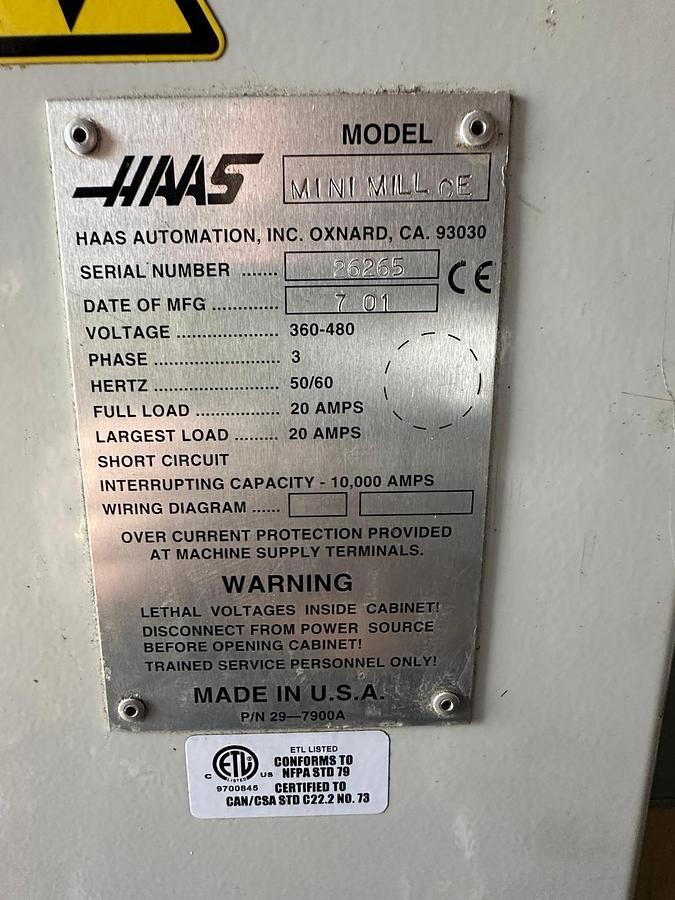 MODEL
HAAS
MINI MILL CE
HAAS AUTOMATION, INC. OXNARD, CA. 93030
SERIAL NUMBER ....... 26265
CE
DATE OF MFG ............. 7 01
VOLTAGE .................... 360-480
PHASE ......................... 3
HERTZ ......................... 50/60
FULL LOAD ................. 20 AMPS
LARGEST LOAD ......... 20 AMPS
SHORT CIRCUIT
INTERRUPTING CAPACITY - 10,000 AMPS
WIRING DIAGRAM ......
OVER CURRENT PROTECTION PROVIDED
AT MACHINE SUPPLY TERMINALS.
WARNING
LETHAL VOLTAGES INSIDE CABINET!
DISCONNECT FROM POWER SOURCE
BEFORE OPENING CABINET!
TRAINED SERVICE PERSONNEL ONLY!
MADE IN U.S.A.
P/N 29—7900A
ETL LISTED
CONFORMS TO
NFPA STD 79
C ETL LISTED US
9700845
CERTIFIED TO
CAN/CSA STD C22.2 NO. 73